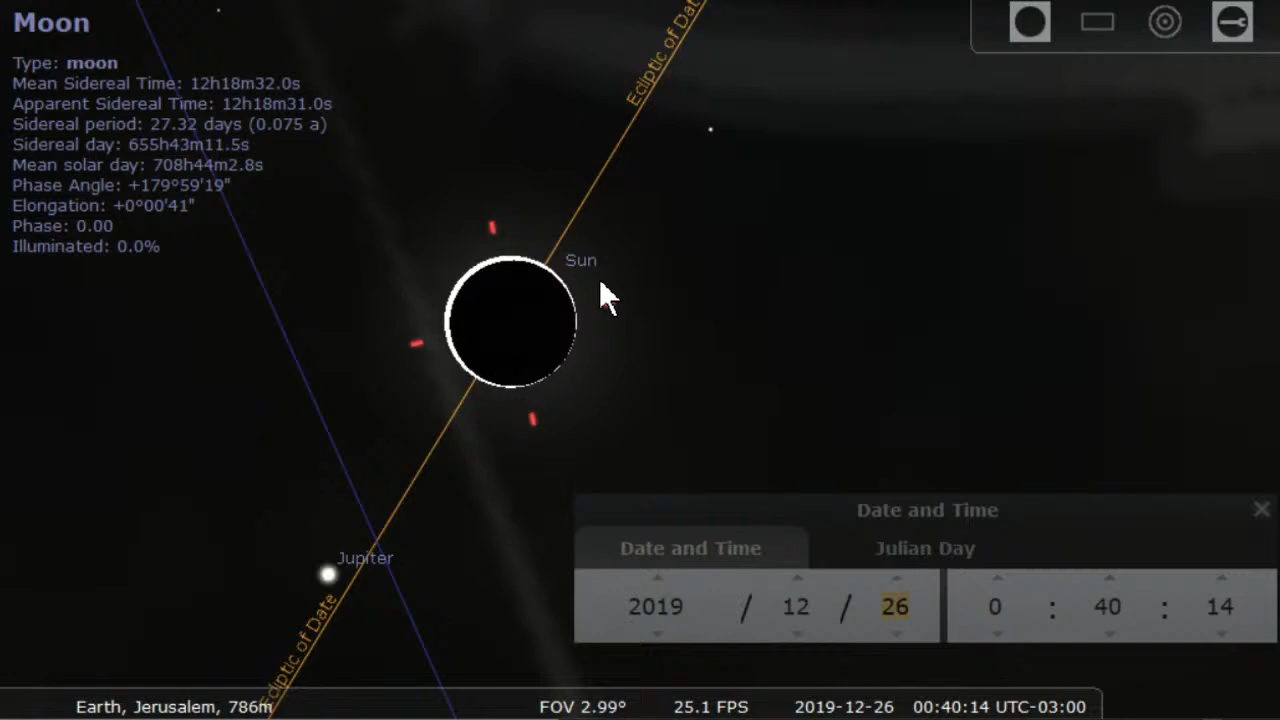 Moon
Type: moon
Mean Sidereal Time: 12h18m32.0s
Apparent Sidereal Time: 12h18m31.0s
Sidereal period: 27.32 days (0.075 a)
Sidereal day: 655h43m11.5s
Mean solar day: 708h44m2.8s
Phase Angle: +179°59'19"
Elongation: +0°00'41"
Phase: 0.00
Illuminated: 0.0%
Ecliptic of Dat
Sun
Jupiter
Ecliptic of Date
Date and Time
Date and Time Julian Day
2019 / 12 / 26 0 : 40 : 14
Earth, Jerusalem, 786m FOV 2.99° 25.1 FPS 2019-12-26 00:40:14 UTC-03:00